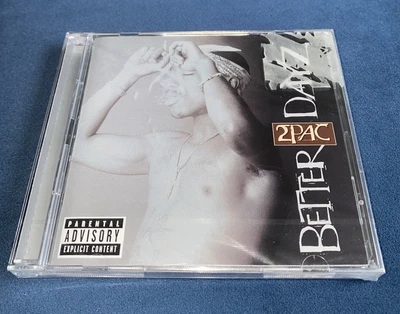 BETTER DAYZ
2PAC
PARENTAL
ADVISORY
EXPLICIT CONTENT